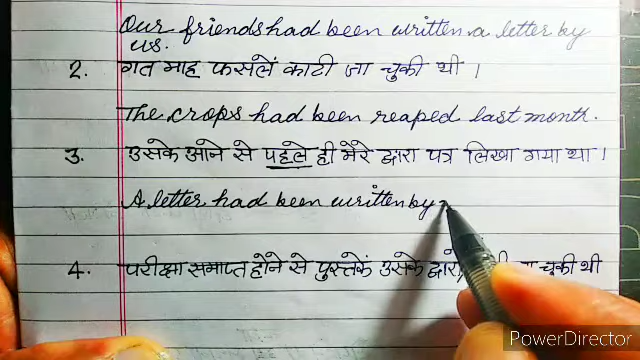 Our friends had been written a letter by
us.
2. गत माह फसलें काटी जा चुकी थी ।
The crops had been reaped last month.
3. उसके आने से पहले ही मेरे द्वारा पत्र लिखा गया था ।
A letter had been written by
4. परीक्षा समाप्त होने से पुस्तकें उसके द्वारा चुकी थी
PowerDirector